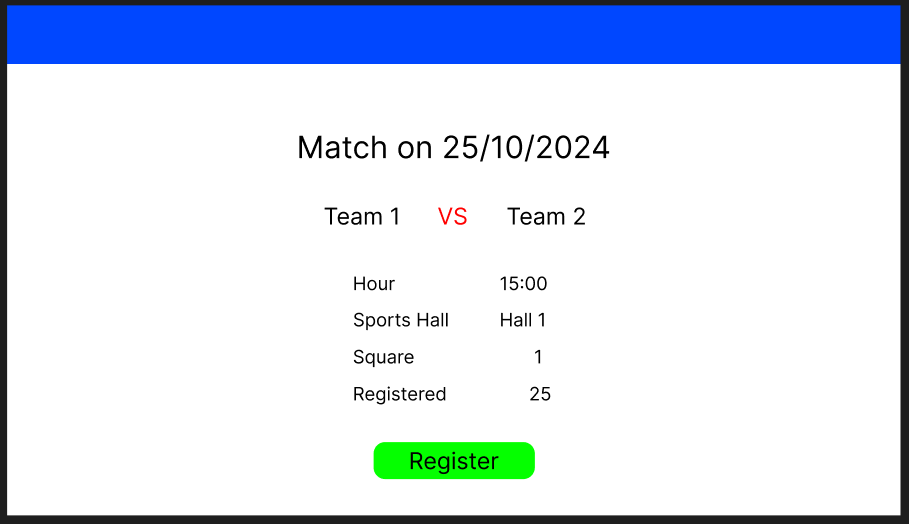 Match on 25/10/2024
Team 1 VS Team 2
Hour 15:00
Sports Hall Hall 1
Square 1
Registered 25
Register